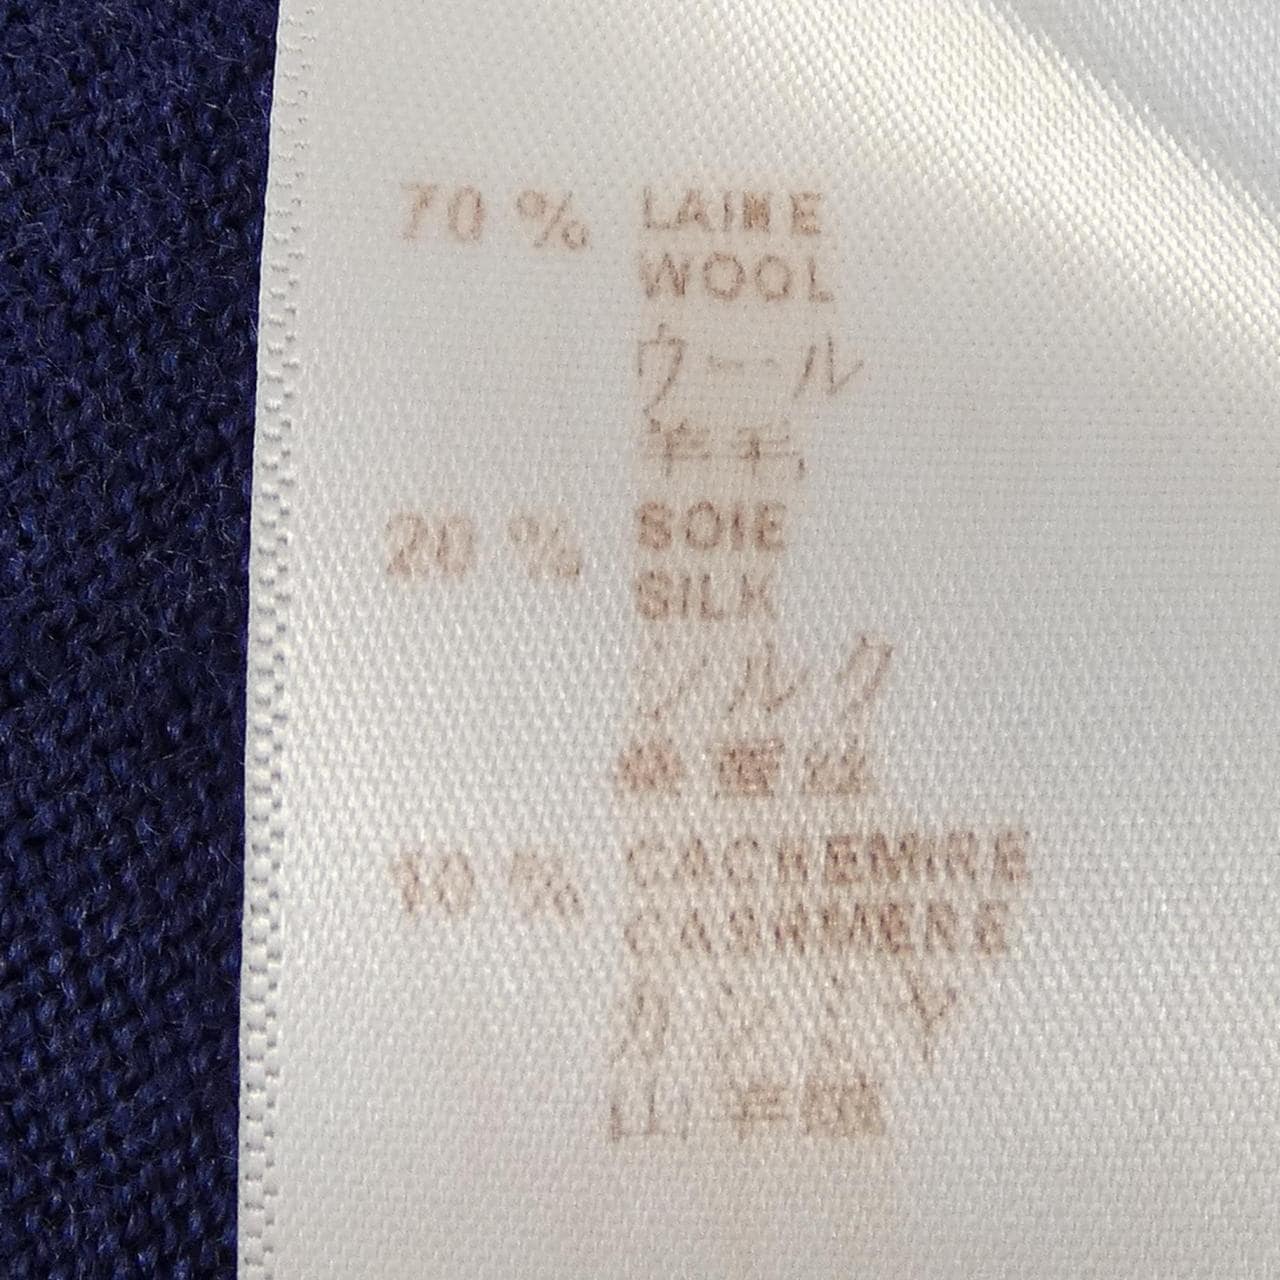 70 % LAINE
WOOL
ウール
羊毛
20 % SOIE
SILK
シルク
桑蚕丝
10 % CACHEMIRE
CASHMERE
カシミヤ
山羊絨